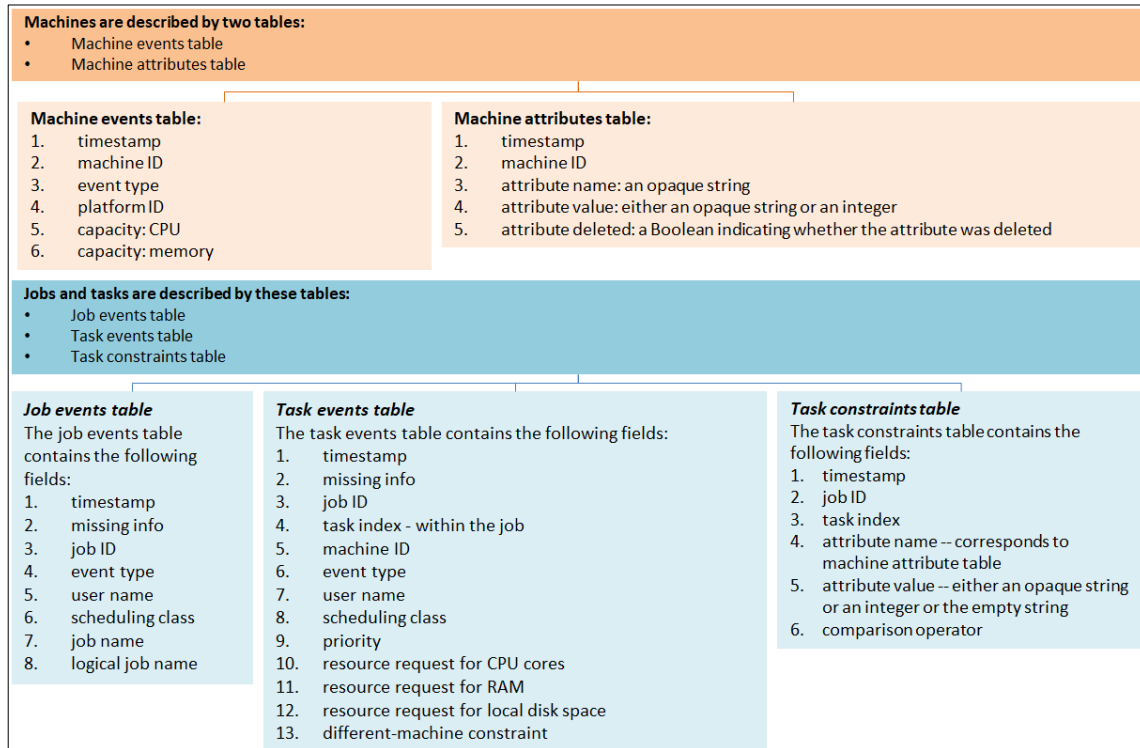 Machines are described by two tables:
• Machine events table
• Machine attributes table
Machine events table:
1. timestamp
2. machine ID
3. event type
4. platform ID
5. capacity: CPU
6. capacity: memory
Machine attributes table:
1. timestamp
2. machine ID
3. attribute name: an opaque string
4. attribute value: either an opaque string or an integer
5. attribute deleted: a Boolean indicating whether the attribute was deleted
Jobs and tasks are described by these tables:
• Job events table
• Task events table
• Task constraints table
Job events table
The job events table
contains the following
fields:
1. timestamp
2. missing info
3. job ID
4. event type
5. user name
6. scheduling class
7. job name
8. logical job name
Task events table
The task events table contains the following fields:
1. timestamp
2. missing info
3. job ID
4. task index - within the job
5. machine ID
6. event type
7. user name
8. scheduling class
9. priority
10. resource request for CPU cores
11. resource request for RAM
12. resource request for local disk space
13. different-machine constraint
Task constraints table
The task constraints table contains the
following fields:
1. timestamp
2. job ID
3. task index
4. attribute name -- corresponds to
machine attribute table
5. attribute value -- either an opaque string
or an integer or the empty string
6. comparison operator